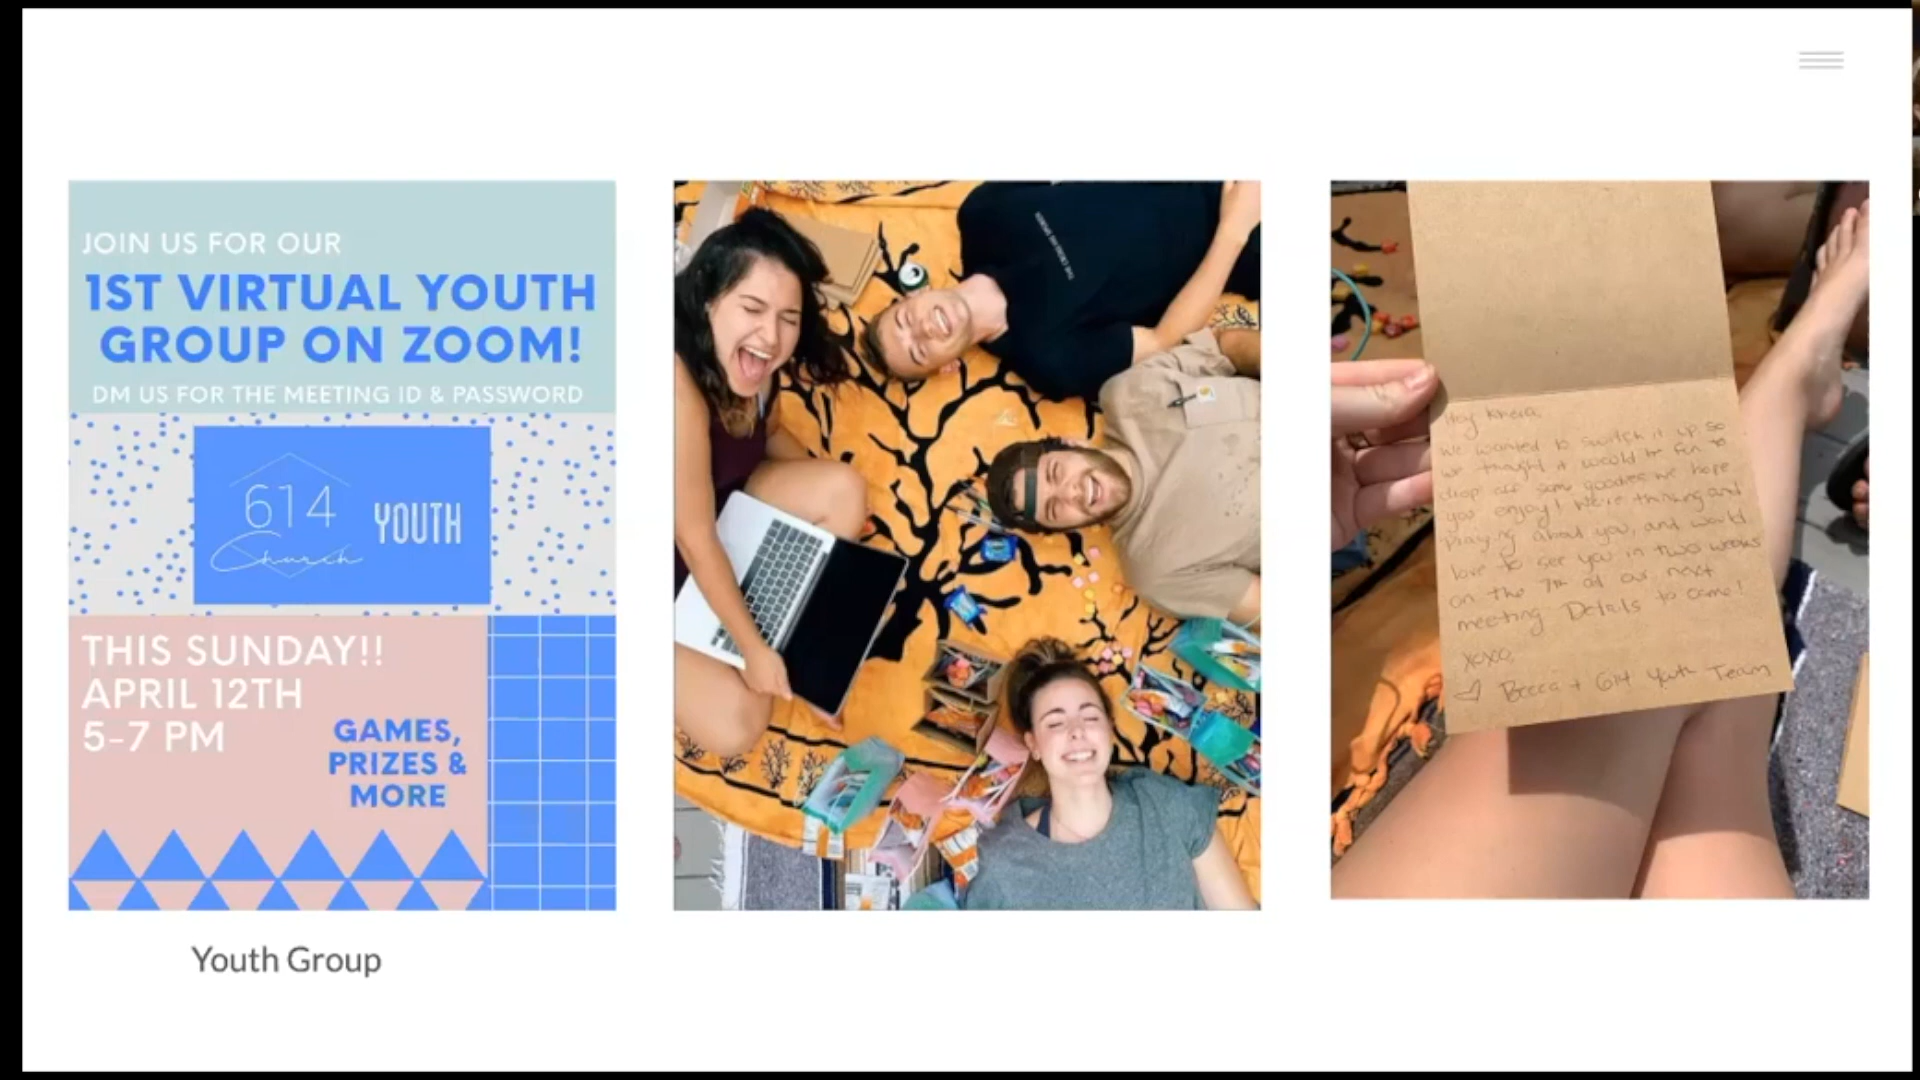 JOIN US FOR OUR
1ST VIRTUAL YOUTH
GROUP ON ZOOM!
DM US FOR THE MEETING ID & PASSWORD
614
Church
YOUTH
THIS SUNDAY!!
APRIL 12TH
5-7 PM
GAMES,
PRIZES &
MORE
Youth Group
Hey
we wanted to switch it up so
we thought it would be fun to
drop off some goodies we hope
you enjoy! We're thinking and
praying about you, and would
love to see you in two weeks
on the 7th at our next
meeting Details to come!
xoxo,
Becca + 614 Youth Team